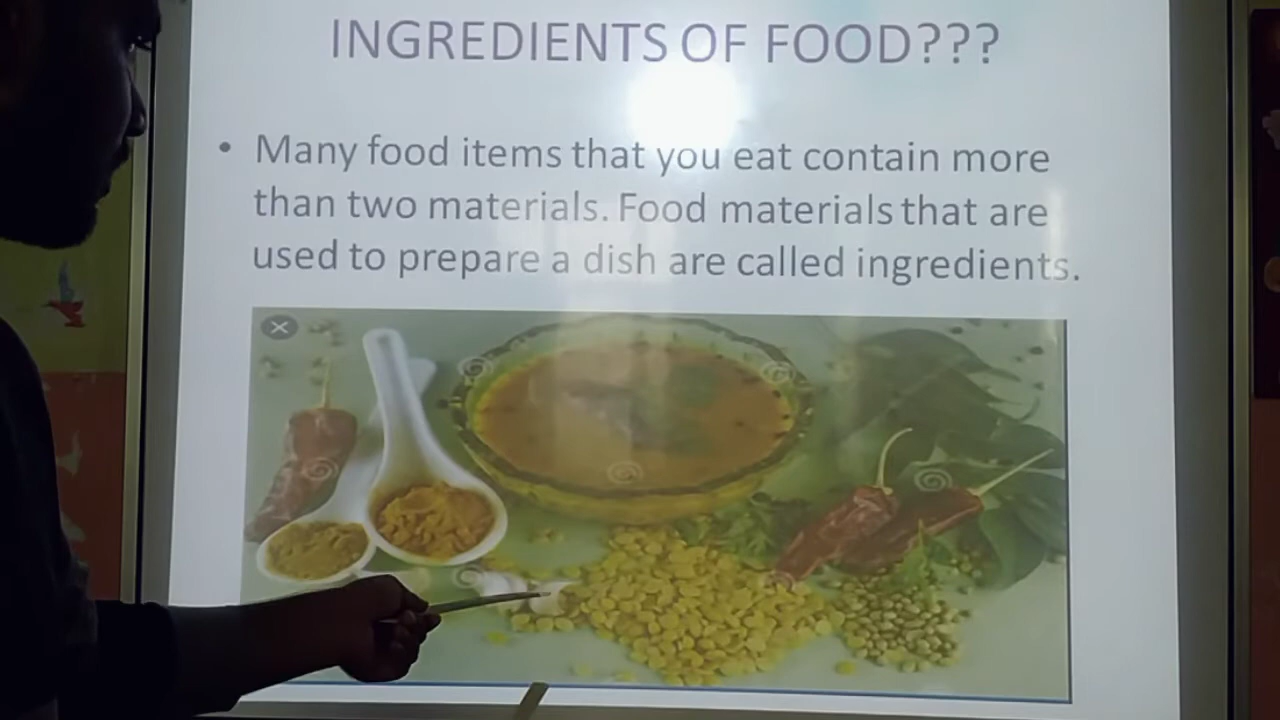 INGREDIENTS OF FOOD???
• Many food items that you eat contain more
than two materials. Food materials that are
used to prepare a dish are called ingredients.